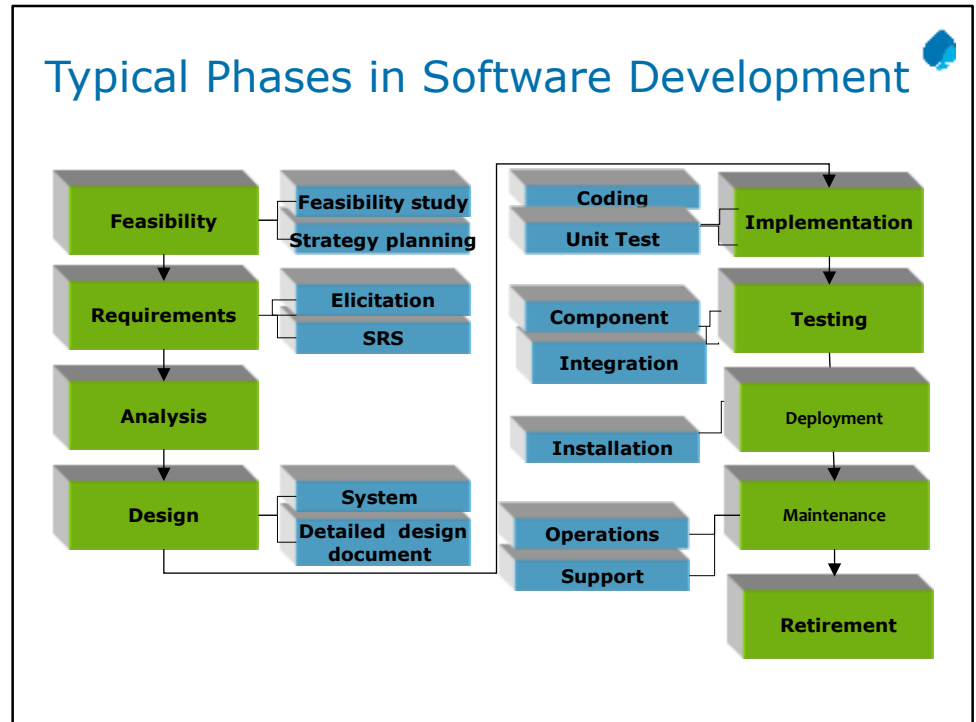 Typical Phases in Software Development
Feasibility
Feasibility study
Strategy planning
Requirements
Elicitation
SRS
Analysis
Design
System
Detailed design
document
Coding
Unit Test
Implementation
Component
Integration
Testing
Installation
Deployment
Operations
Support
Maintenance
Retirement